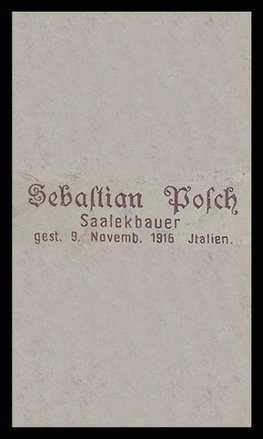 Sebaſtian Poſch
Saalekbauer
gest. 9. Novemb. 1916 Jtalien.